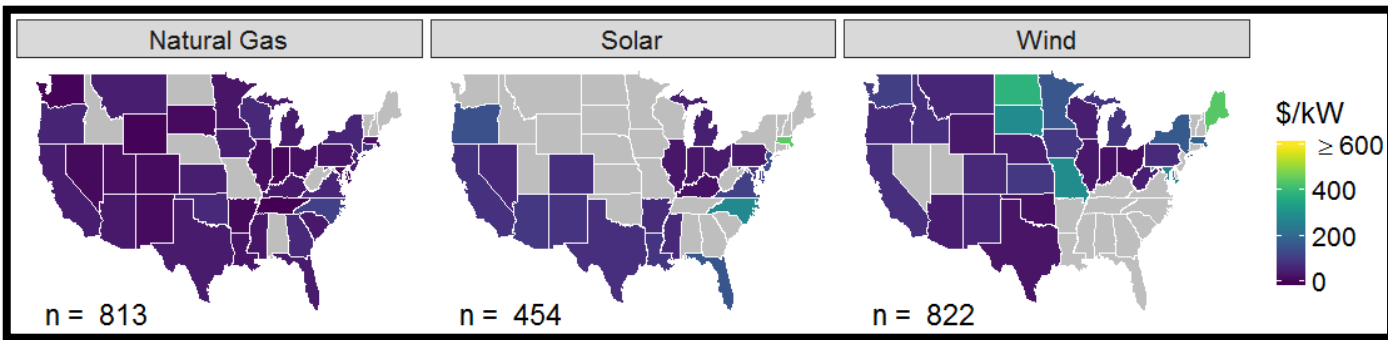 Natural Gas
Solar
Wind
$/kW
≥ 600
400
200
0
n = 813
n = 454
n = 822